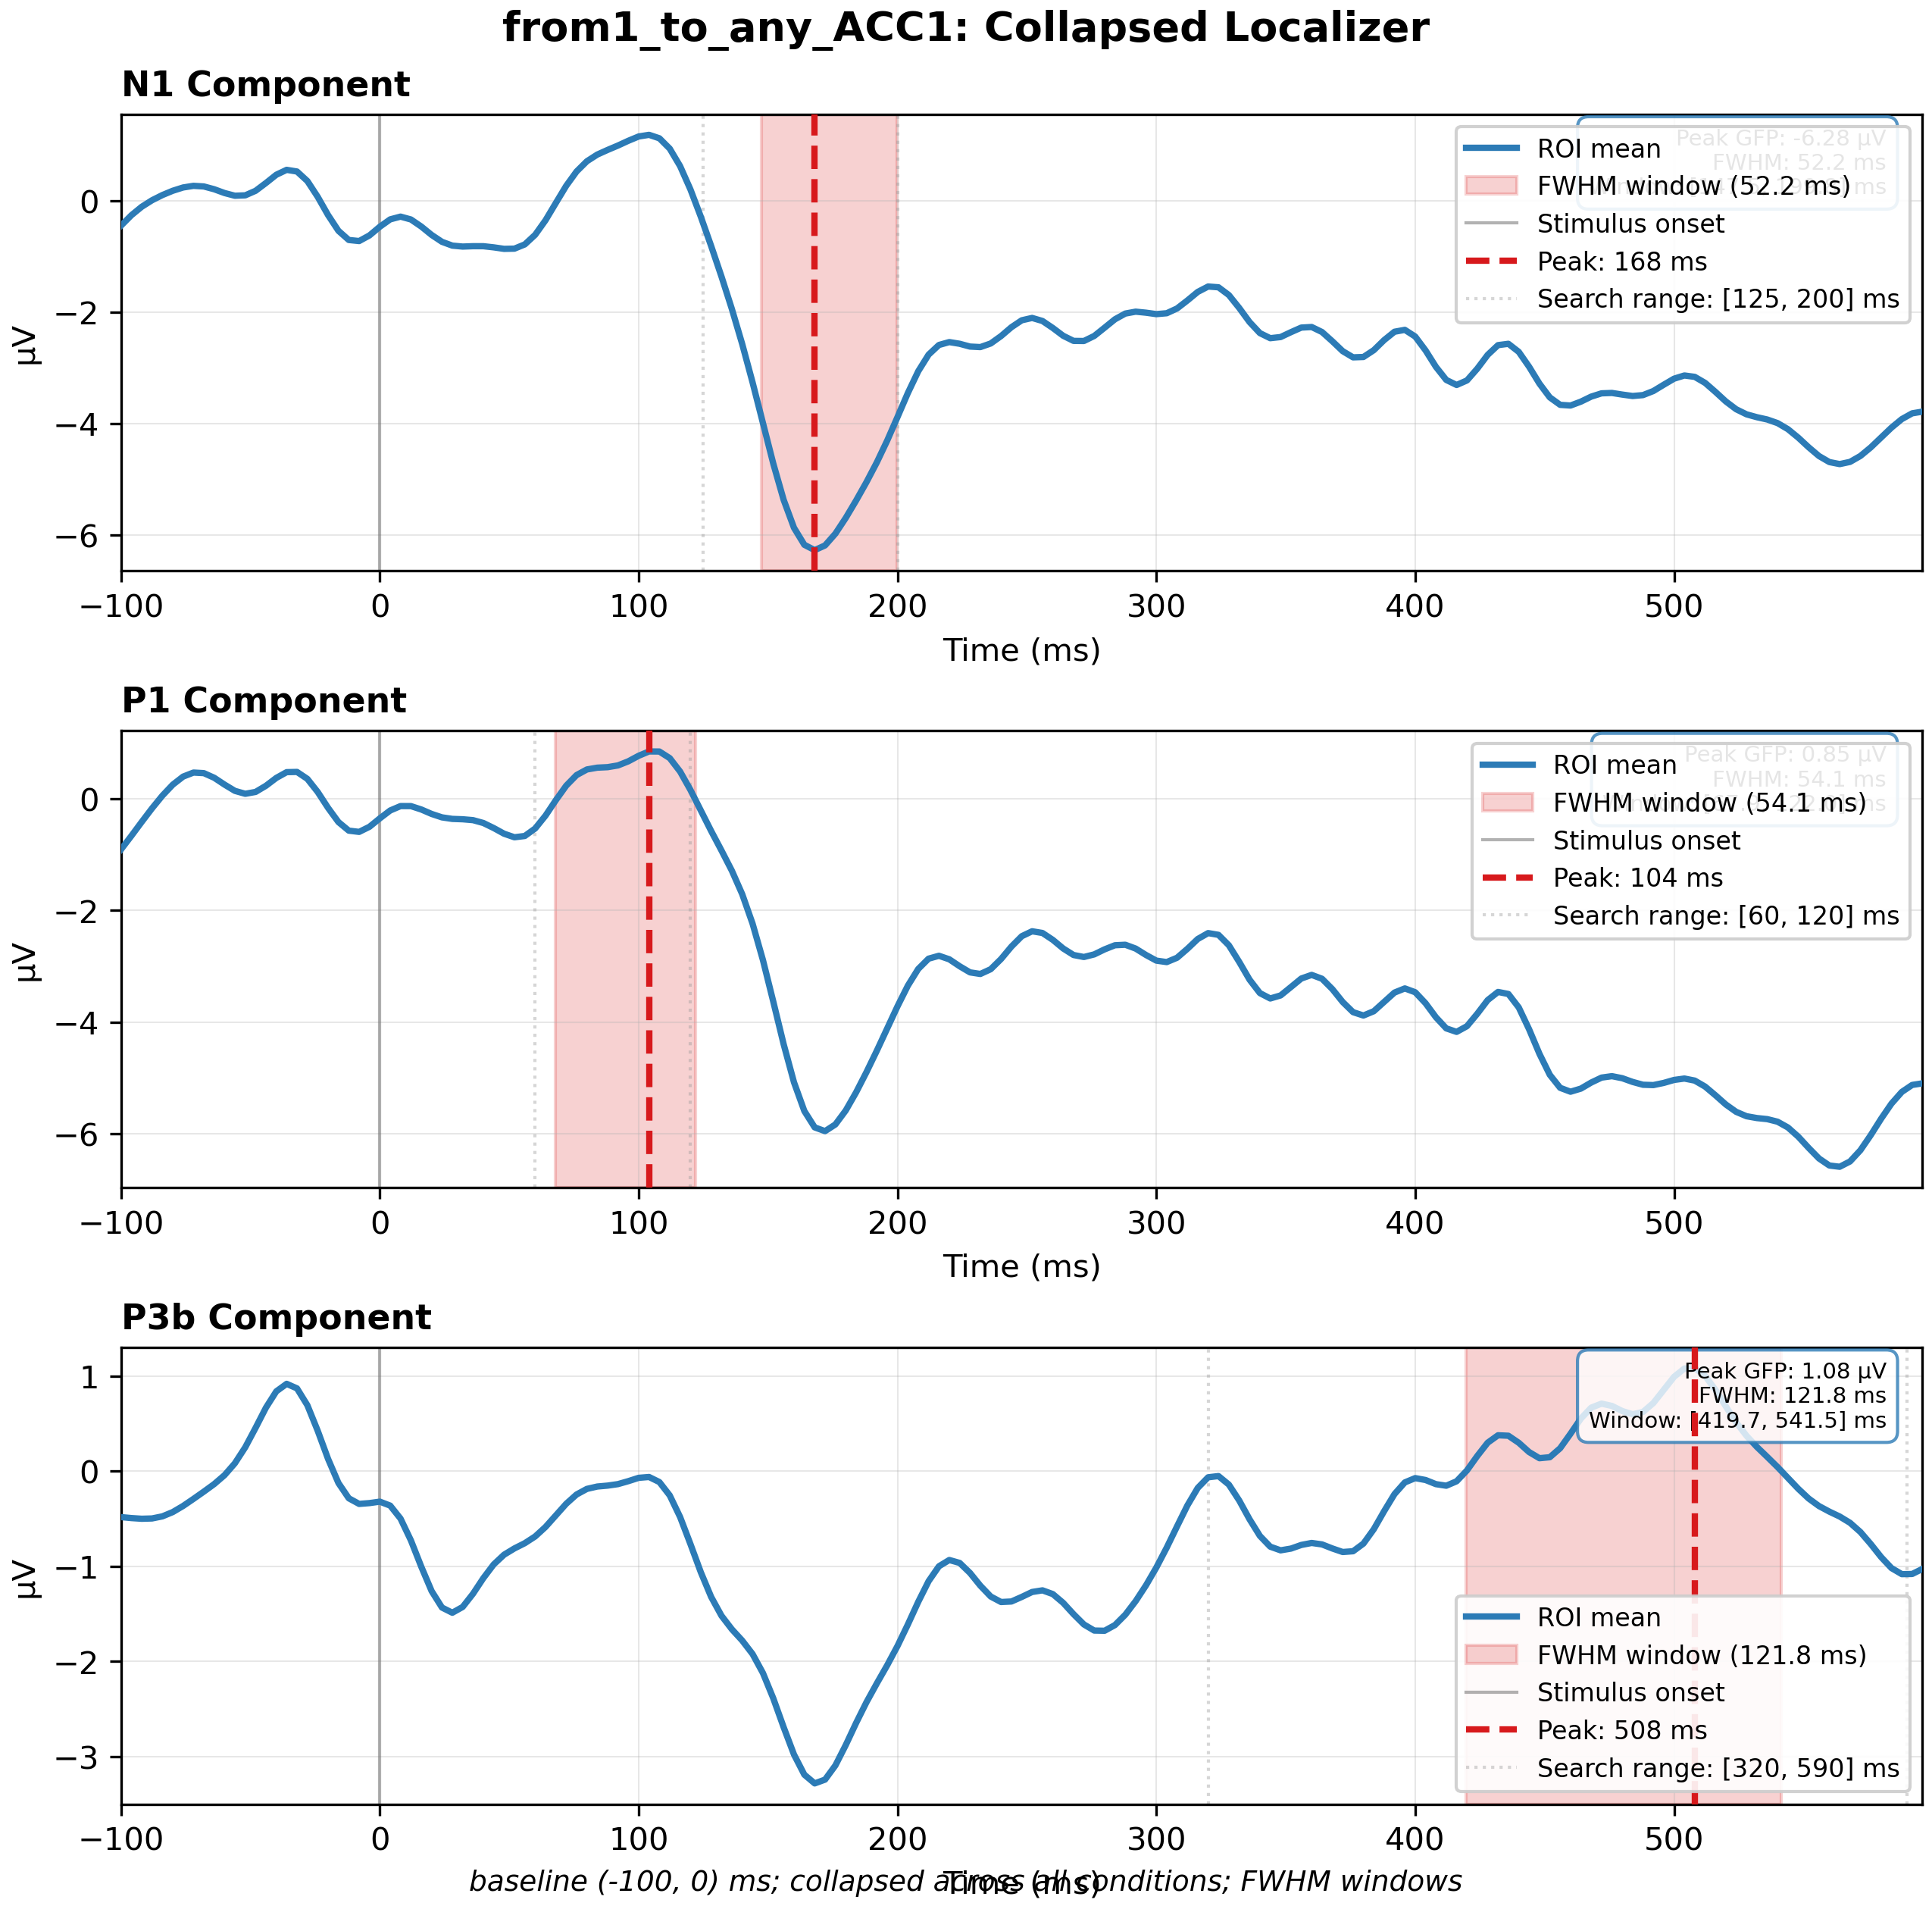 from1_to_any_ACC1: Collapsed Localizer
N1 Component
µV
0
−2
−4
−6
Peak GFP: -6.28 µV
FWHM: 52.2 ms
ROI mean
FWHM window (52.2 ms)
Stimulus onset
Peak: 168 ms
Search range: [125, 200] ms
−100 0 100 200 300 400 500
Time (ms)
P1 Component
µV
0
−2
−4
−6
Peak GFP: 0.85 µV
FWHM: 54.1 ms
ROI mean
FWHM window (54.1 ms)
Stimulus onset
Peak: 104 ms
Search range: [60, 120] ms
−100 0 100 200 300 400 500
Time (ms)
P3b Component
µV
1
0
−1
−2
−3
Peak GFP: 1.08 µV
FWHM: 121.8 ms
Window: [419.7, 541.5] ms
ROI mean
FWHM window (121.8 ms)
Stimulus onset
Peak: 508 ms
Search range: [320, 590] ms
−100 0 100 200 300 400 500
Time (ms)
baseline (-100, 0) ms; collapsed across all conditions; FWHM windows